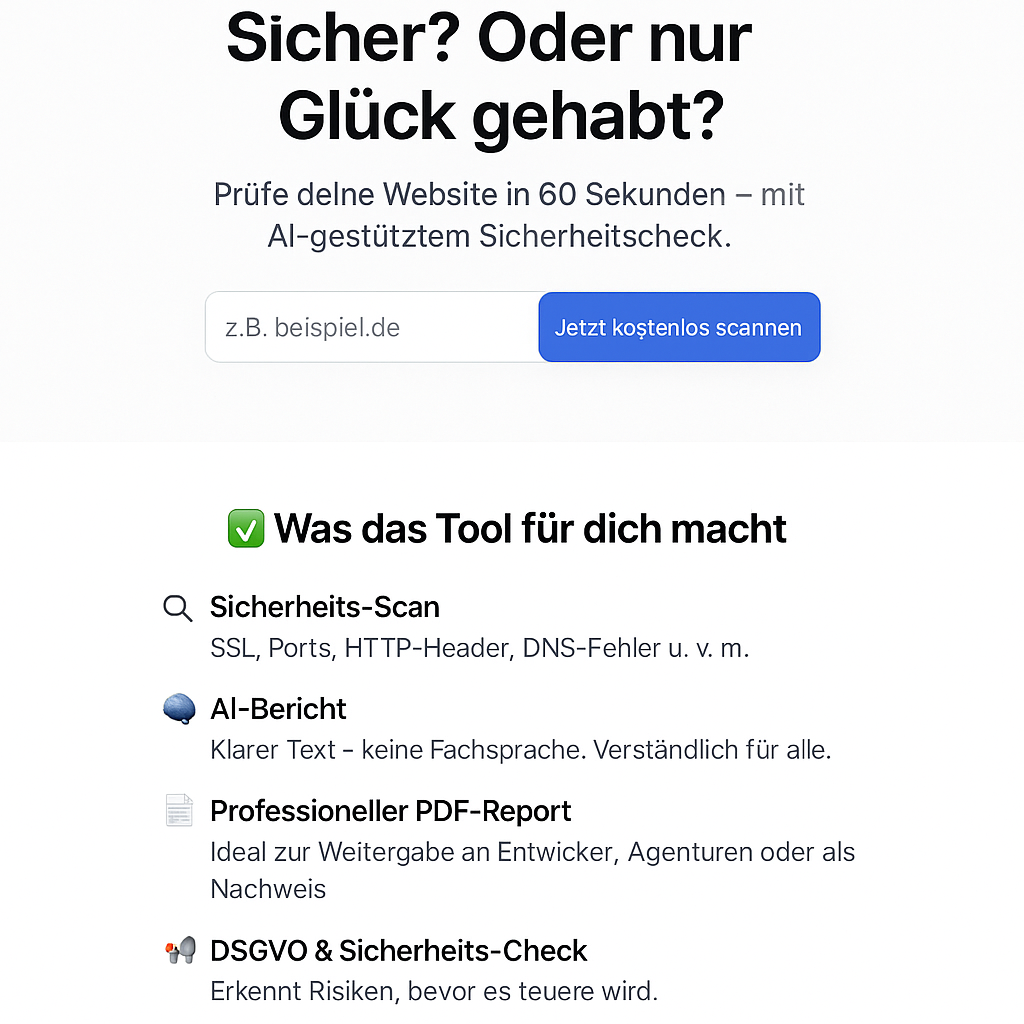 Sicher? Oder nur
Glück gehabt?
Prüfe delne Website in 60 Sekunden – mit
AI-gestütztem Sicherheitscheck.
z.B. beispiel.de
Jetzt koștenlos scannen
Was das Tool für dich macht
Sicherheits-Scan
SSL, Ports, HTTP-Header, DNS-Fehler u. v. m.
AI-Bericht
Klarer Text – keine Fachsprache. Verständlich für alle.
Professioneller PDF-Report
Ideal zur Weitergabe an Entwicker, Agenturen oder als
Nachweis
DSGVO & Sicherheits-Check
Erkennt Risiken, bevor es teuere wird.